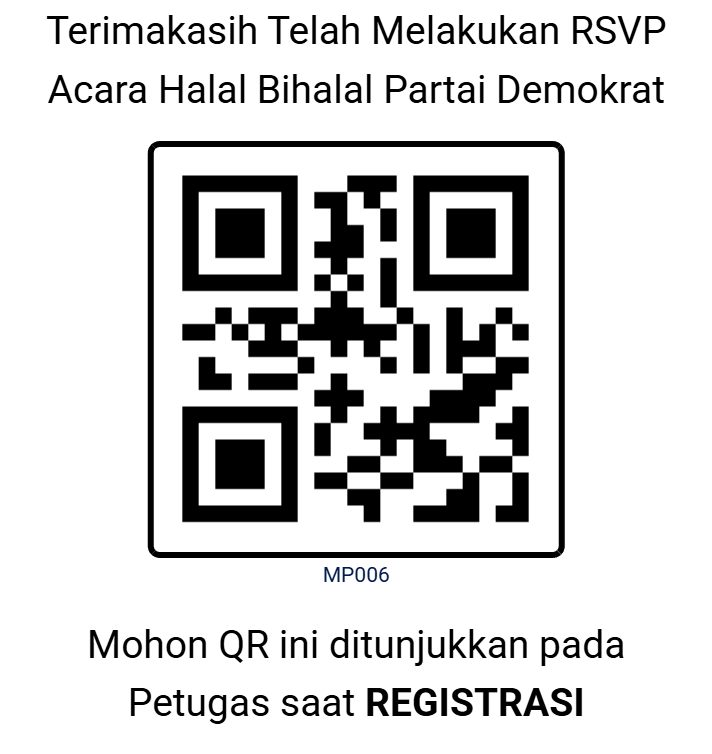 Terimakasih Telah Melakukan RSVP
Acara Halal Bihalal Partai Demokrat
MP006
Mohon QR ini ditunjukkan pada
Petugas saat REGISTRASI